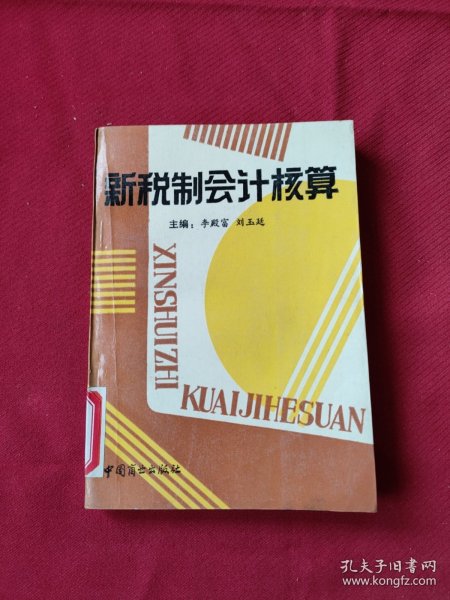 新税制会计核算
主编：李殿富 刘玉廷
XINSHUIZHI
KUAIJIHESUAN
中国商业出版社
孔夫子旧书网
www.kongfz.com